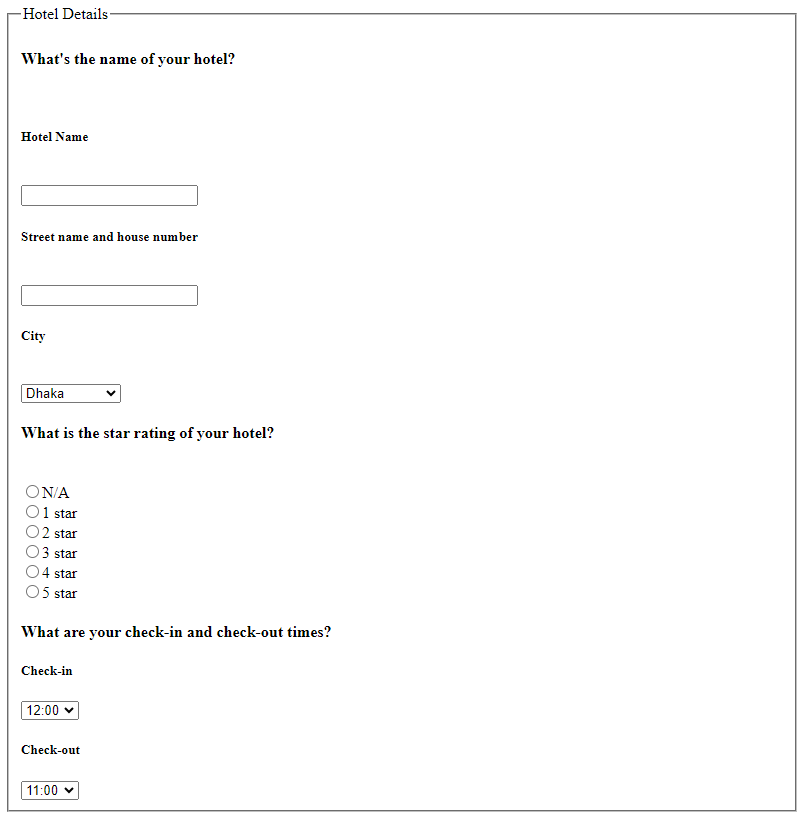 Hotel Details
What's the name of your hotel?
Hotel Name
Street name and house number
City
Dhaka
What is the star rating of your hotel?
N/A
1 star
2 star
3 star
4 star
5 star
What are your check-in and check-out times?
Check-in
12:00
Check-out
11:00